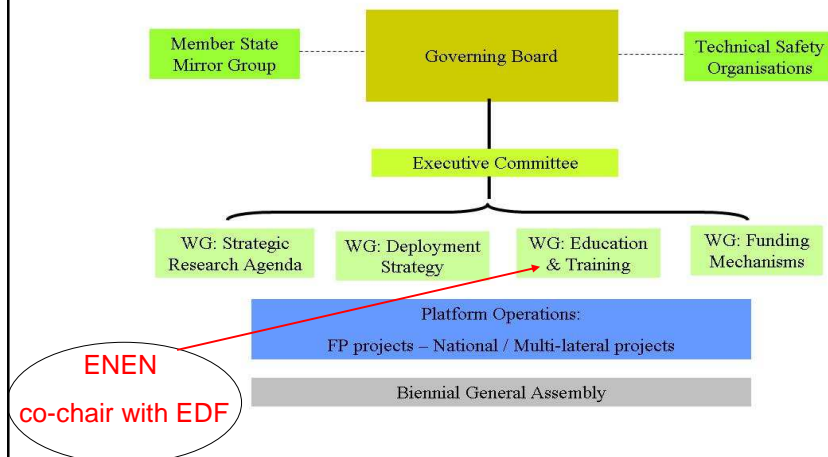 Member State
Mirror Group
Governing Board
Technical Safety
Organisations
Executive Committee
WG: Strategic
Research Agenda
WG: Deployment
Strategy
WG: Education
& Training
WG: Funding
Mechanisms
Platform Operations:
FP projects – National / Multi-lateral projects
ENEN
co-chair with EDF
Biennial General Assembly